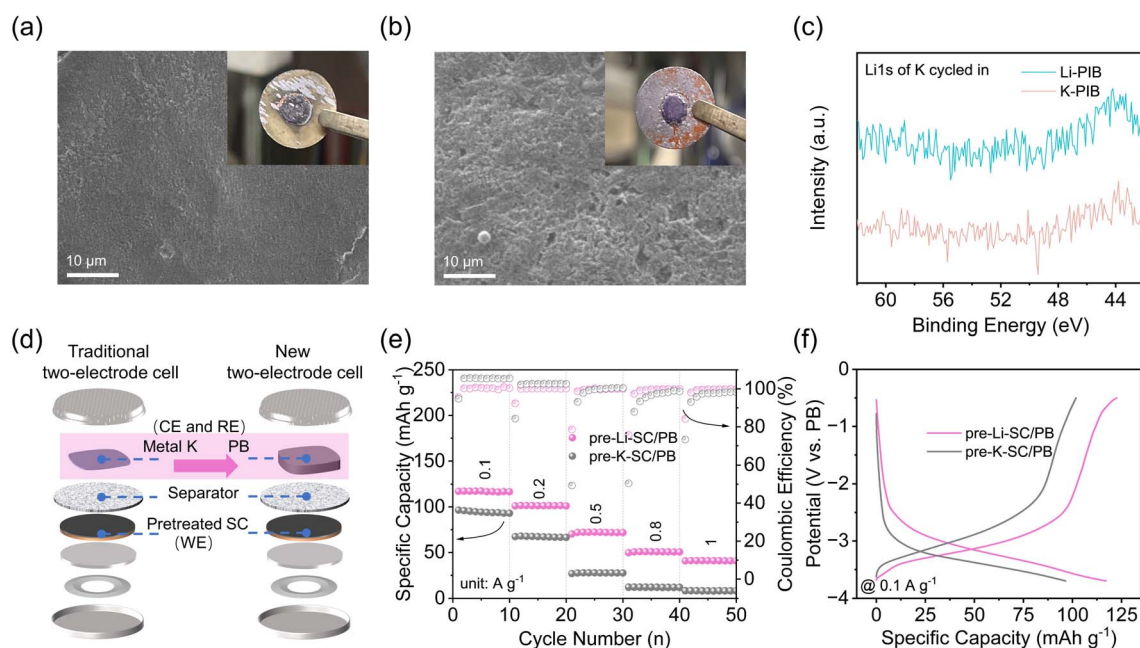 (a)
10 μm
(b)
10 μm
(c)
Li1s of K cycled in
Li-PIB
K-PIB
Intensity (a.u.)
60 56 52 48 44
Binding Energy (eV)
(d)
Traditional
two-electrode cell
New
two-electrode cell
(CE and RE)
Metal K
PB
Separator
Pretreated SC
(WE)
(e)
Specific Capacity (mAh g⁻¹)
250
200
150
100
50
0
100
80
60
40
20
0
Coulombic Efficiency (%)
pre-Li-SC/PB
pre-K-SC/PB
0.1
0.2
0.5
0.8
1
unit: A g⁻¹
0 10 20 30 40 50
Cycle Number (n)
(f)
Potential (V vs. PB)
−1
−2
−3
−4
pre-Li-SC/PB
pre-K-SC/PB
@ 0.1 A g⁻¹
0 25 50 75 100 125
Specific Capacity (mAh g⁻¹)